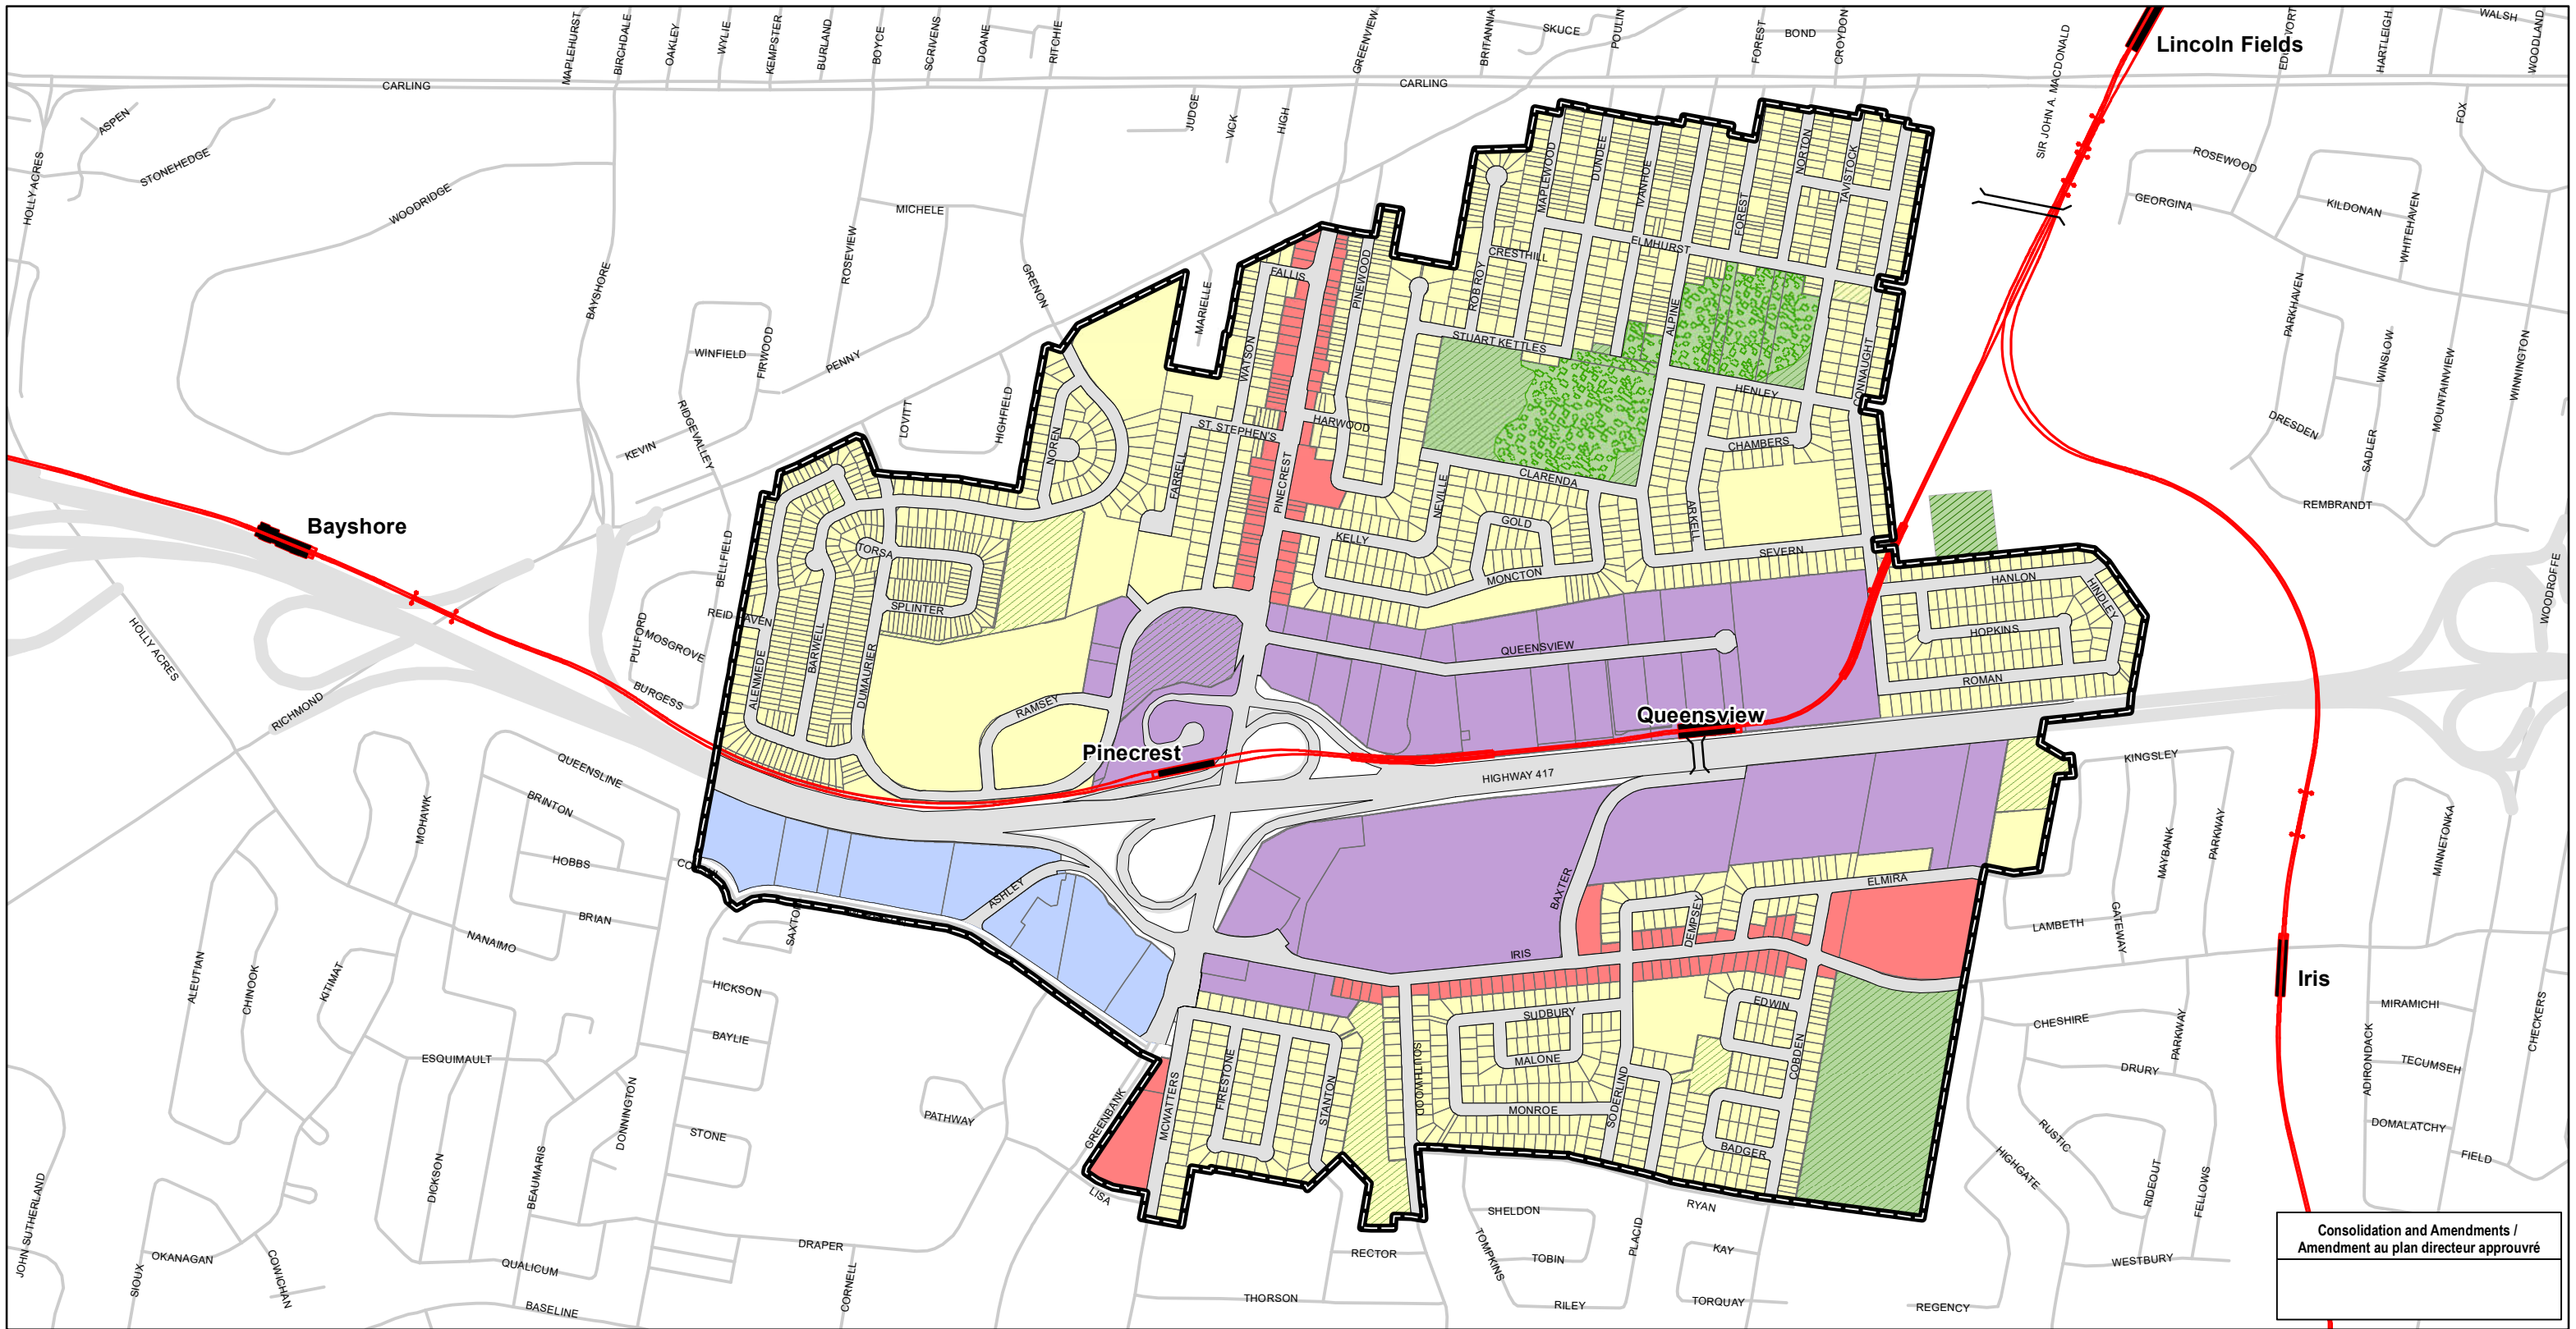 MAPLEHURST
BIRCHDALE
OAKLEY
WYLIE
KEMPSTER
BURLAND
BOYCE
SCRIVENS
DOANE
RITCHIE
GREENVIEW
BRITANNIA
SKUCE
POULIN
FOREST
BOND
CROYDON
SIR JOHN A. MACDONALD
Lincoln Fields
HARTLEIGH
WALSH
WOODLAND
CARLING
CARLING
ASPEN
STONEHEDGE
HOLLY ACRES
WOODRIDGE
BAYSHORE
MICHELE
ROSEVIEW
GRENON
JUDGE
VICK
HIGH
MAPLEWOOD
DUNDEE
IVANHOE
FOREST
NORTON
TAVISTOCK
ROSEWOOD
GEORGINA
KILDONAN
WHITEHAVEN
FOX
ELMHURST
CRESTHILL
ROB ROY
FALLIS
PINEWOOD
MARIELLE
WATSON
ALPINE
STUART KETTLES
CONNAUGHT
PARKHAVEN
WINSLOW
MOUNTAINVIEW
WINNINGTON
WINFIELD
FIRWOOD
PENNY
LOVITT
HIGHFIELD
RIDGEVALLEY
KEVIN
NOREN
ST. STEPHEN'S
HARWOOD
FARRELL
PINECREST
HENLEY
CHAMBERS
CLARENDA
NEVILLE
GOLD
ARKELL
KELLY
MONCTON
SEVERN
DRESDEN
SADLER
REMBRANDT
WOODROFFE
Bayshore
BELLFIELD
TORSA
SPLINTER
PULFORD
MOSGROVE
BURGESS
HOLLY ACRES
RICHMOND
ALENMEDE
BARWELL
DUMAURIER
RAMSEY
HANLON
HINDLEY
HOPKINS
ROMAN
QUEENSVIEW
Queensview
Pinecrest
HIGHWAY 417
KINGSLEY
QUEENSLINE
BRINTON
MOHAWK
HOBBS
BRIAN
NANAIMO
ASHLEY
SAXTON
BAXTER
DEMPSEY
ELMIRA
IRIS
LAMBETH
GATEWAY
MAYBANK
PARKWAY
MINNETONKA
Iris
ALEUTIAN
CHINOOK
KITIMAT
HICKSON
BAYLIE
ESQUIMAULT
DONNINGTON
STONE
PATHWAY
GREENBANK
LISA
MCWATTERS
FIRESTONE
STANTON
SOUTHWOOD
SUDBURY
MALONE
MONROE
SODERLIND
EDWIN
COBDEN
BADGER
CHESHIRE
PARKWAY
DRURY
RUSTIC
HIGHGATE
RIDEOUT
FELLOWS
MIRAMICHI
ADIRONDACK
TECUMSEH
CHECKERS
DOMALATCHY
FIELD
JOHN SUTHERLAND
SIOUX
OKANAGAN
COWICHAN
DICKSON
BEAUMARIS
QUALICUM
BASELINE
DRAPER
CORNELL
THORSON
RECTOR
SHELDON
TOMPKINS
TOBIN
RILEY
PLACID
RYAN
KAY
TORQUAY
REGENCY
WESTBURY
Consolidation and Amendments /
Amendment au plan directeur approuvré